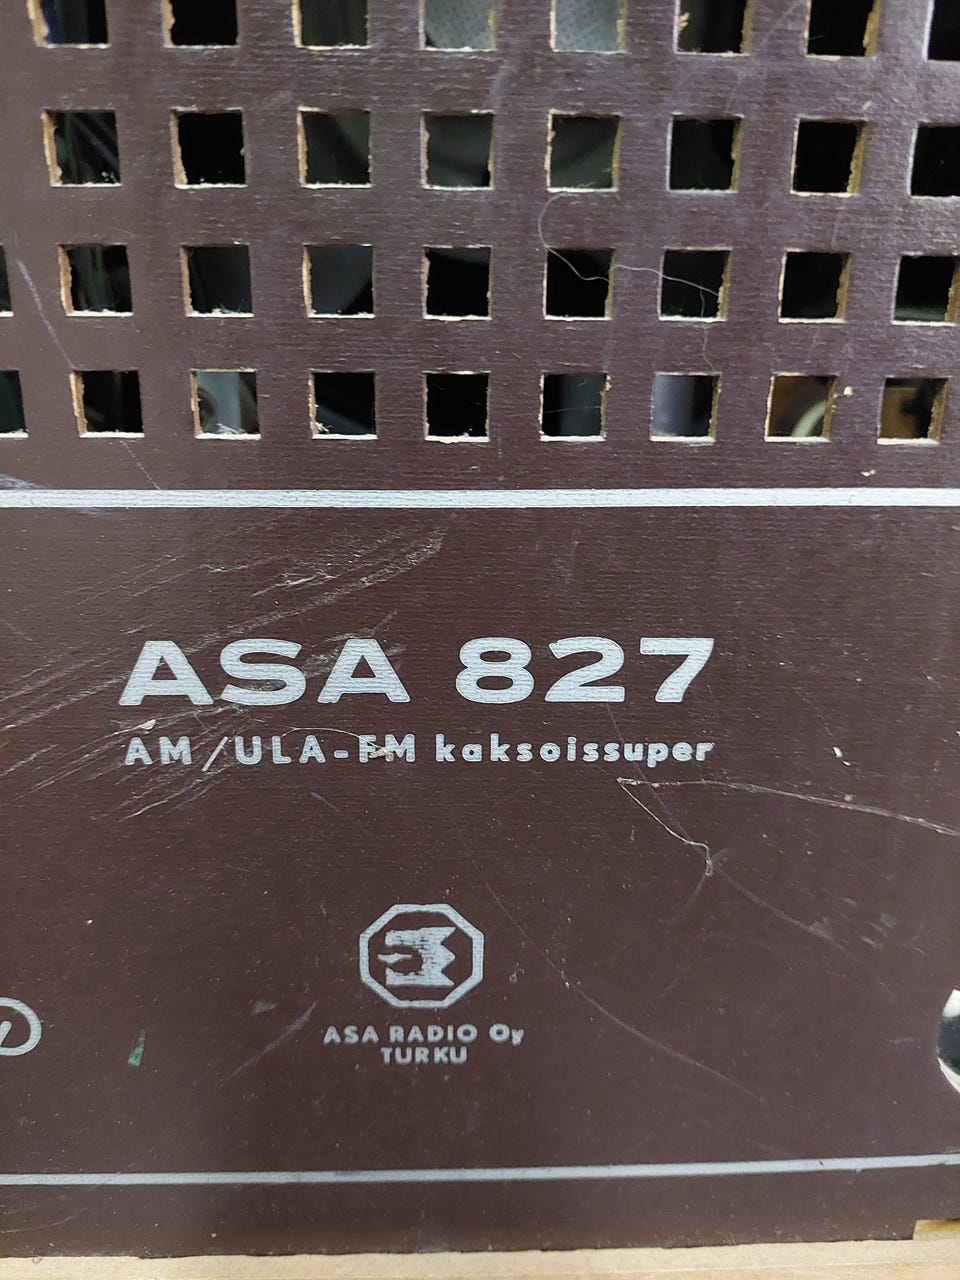 ASA 827
AM/ULA-FM kaksoissuper
ASA RADIO Oy
TURKU